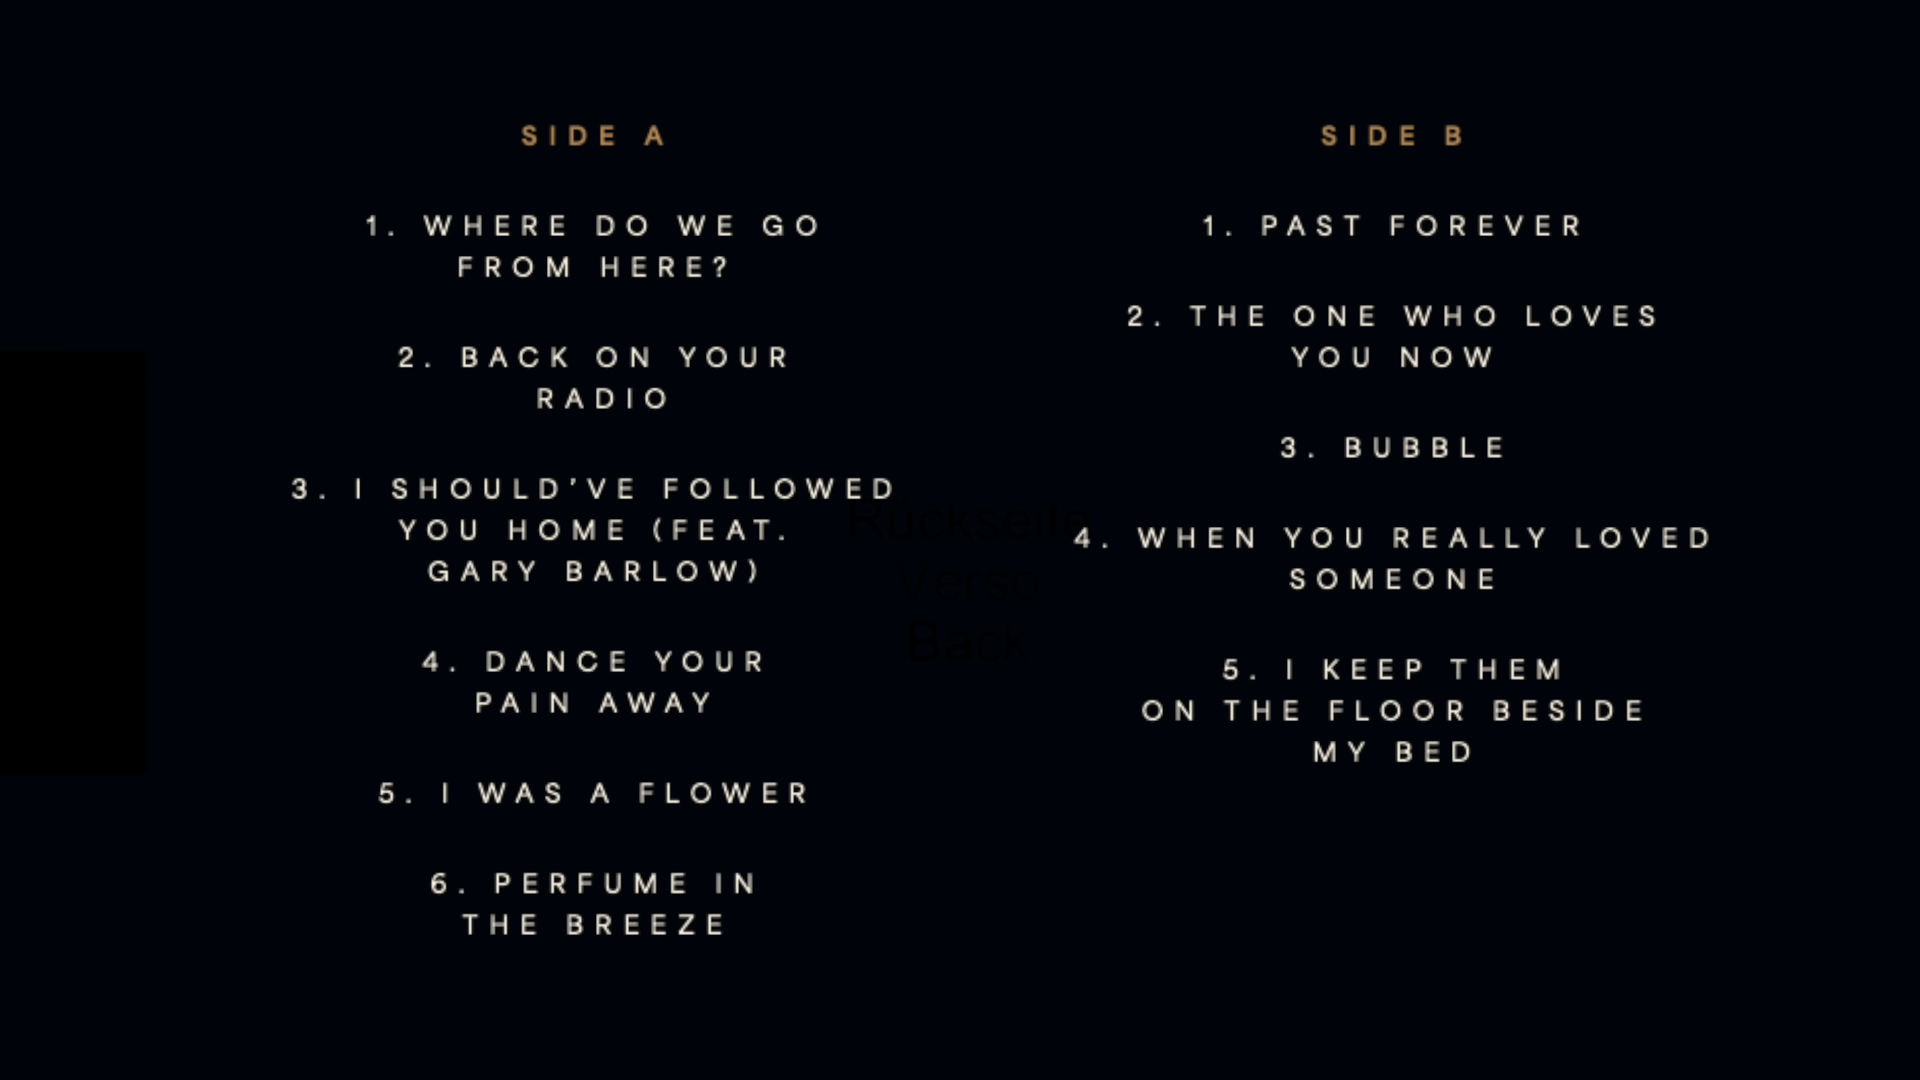 SIDE A
1. WHERE DO WE GO
FROM HERE?
2. BACK ON YOUR
RADIO
3. I SHOULD'VE FOLLOWED
YOU HOME (FEAT.
GARY BARLOW)
4. DANCE YOUR
PAIN AWAY
5. I WAS A FLOWER
6. PERFUME IN
THE BREEZE
Rückseite
Verso
Back
SIDE B
1. PAST FOREVER
2. THE ONE WHO LOVES
YOU NOW
3. BUBBLE
4. WHEN YOU REALLY LOVED
SOMEONE
5. I KEEP THEM
ON THE FLOOR BESIDE
MY BED